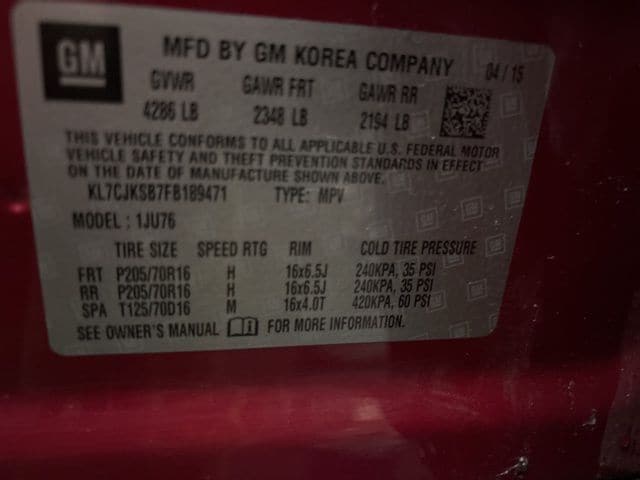 GM
MFD BY GM KOREA COMPANY 04 / 15
GVWR GAWR FRT GAWR RR
4286 LB 2348 LB 2194 LB
THIS VEHICLE CONFORMS TO ALL APPLICABLE U.S. FEDERAL MOTOR
VEHICLE SAFETY AND THEFT PREVENTION STANDARDS IN EFFECT
ON THE DATE OF MANUFACTURE SHOWN ABOVE.
KL7CJKSB7FB189471 TYPE: MPV
MODEL : 1JU76
TIRE SIZE SPEED RTG RIM COLD TIRE PRESSURE
FRT P205/70R16 H 16x6.5J 240KPA, 35 PSI
RR P205/70R16 H 16x6.5J 240KPA, 35 PSI
SPA T125/70D16 M 16x4.0T 420KPA, 60 PSI
SEE OWNER'S MANUAL FOR MORE INFORMATION.